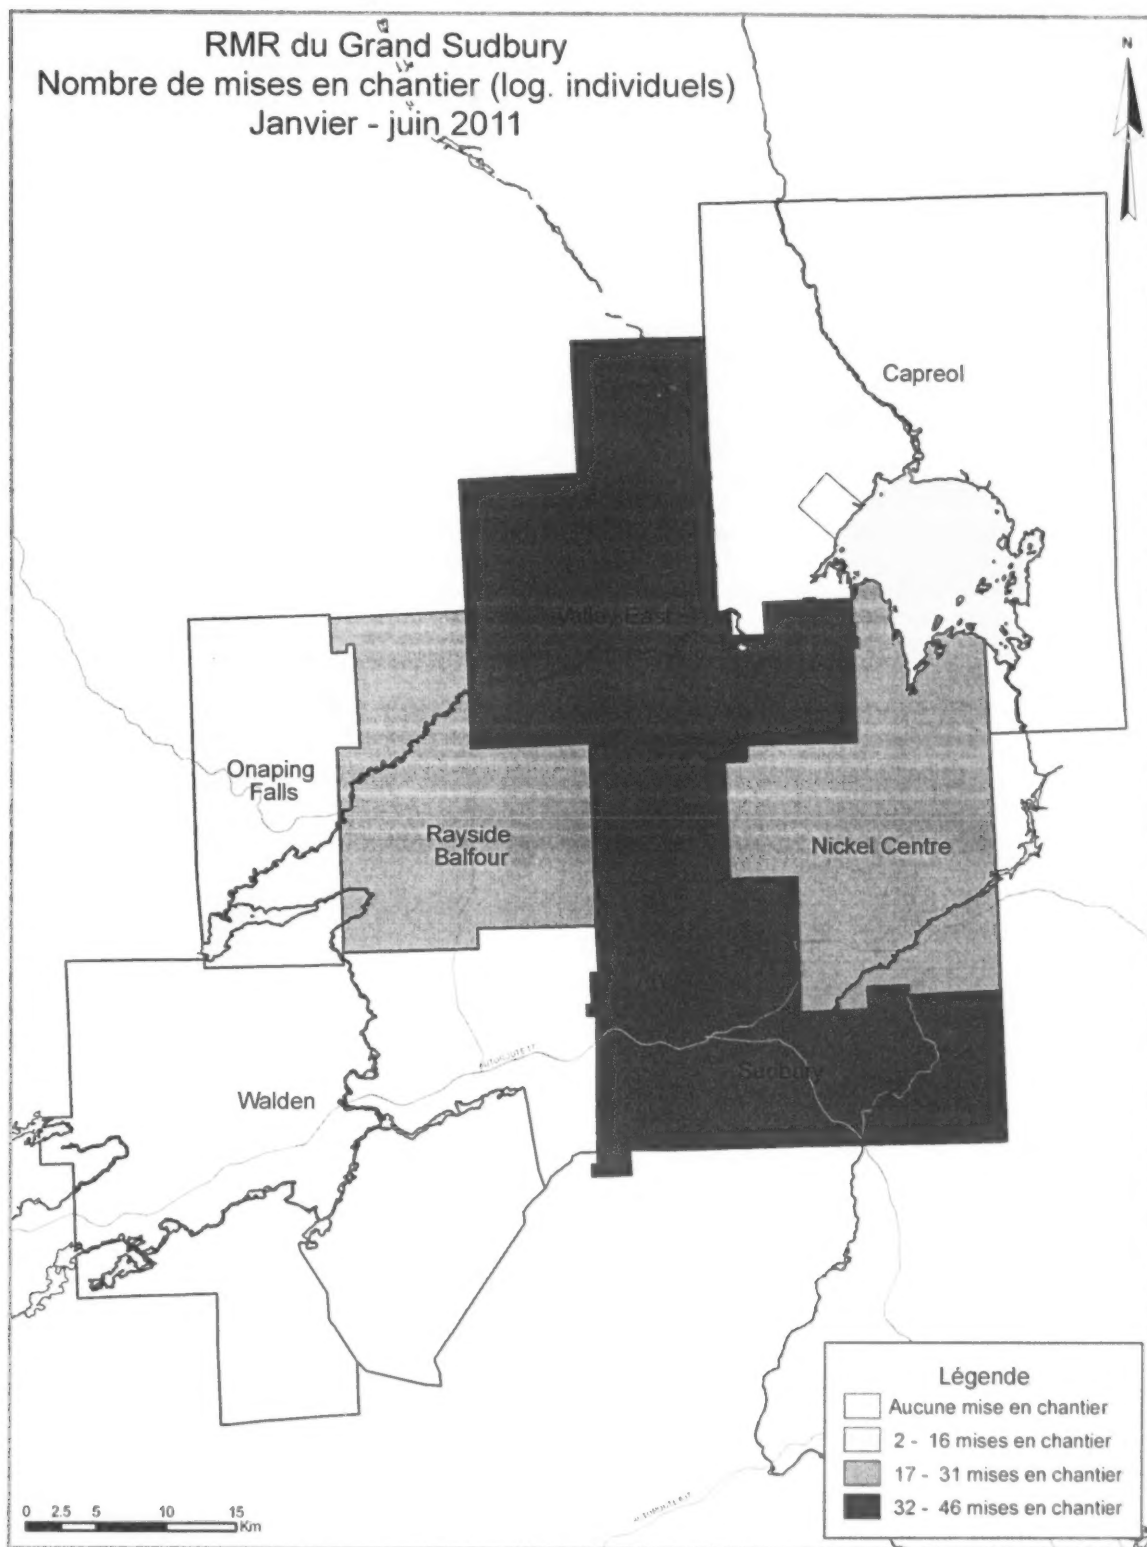 RMR du Grand Sudbury
Nombre de mises en chantier (log. individuels)
Janvier - juin 2011
N
Capreol
Valley East
Onaping
Falls
Rayside
Balfour
Nickel Centre
AUTOROUTE 17
Sudbury
Walden
Légende
Aucune mise en chantier
2 - 16 mises en chantier
17 - 31 mises en chantier
32 - 46 mises en chantier
0 2.5 5 10 15
Km